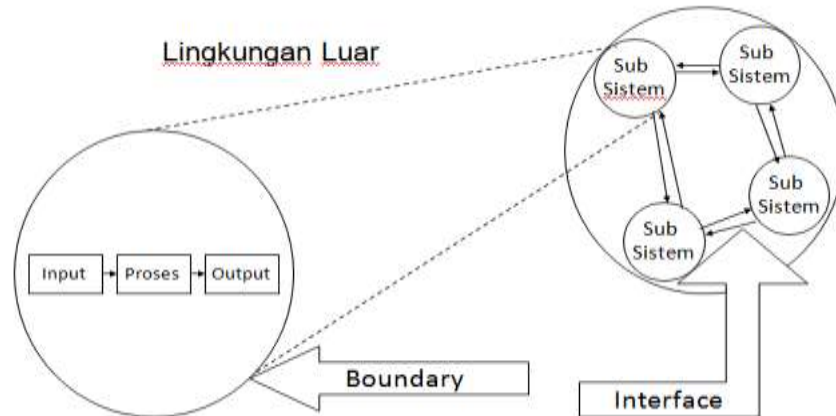 Lingkungan Luar
Sub
Sistem
Sub
Sistem
Sub
Sistem
Sub
Sistem
Input
Proses
Output
Boundary
Interface